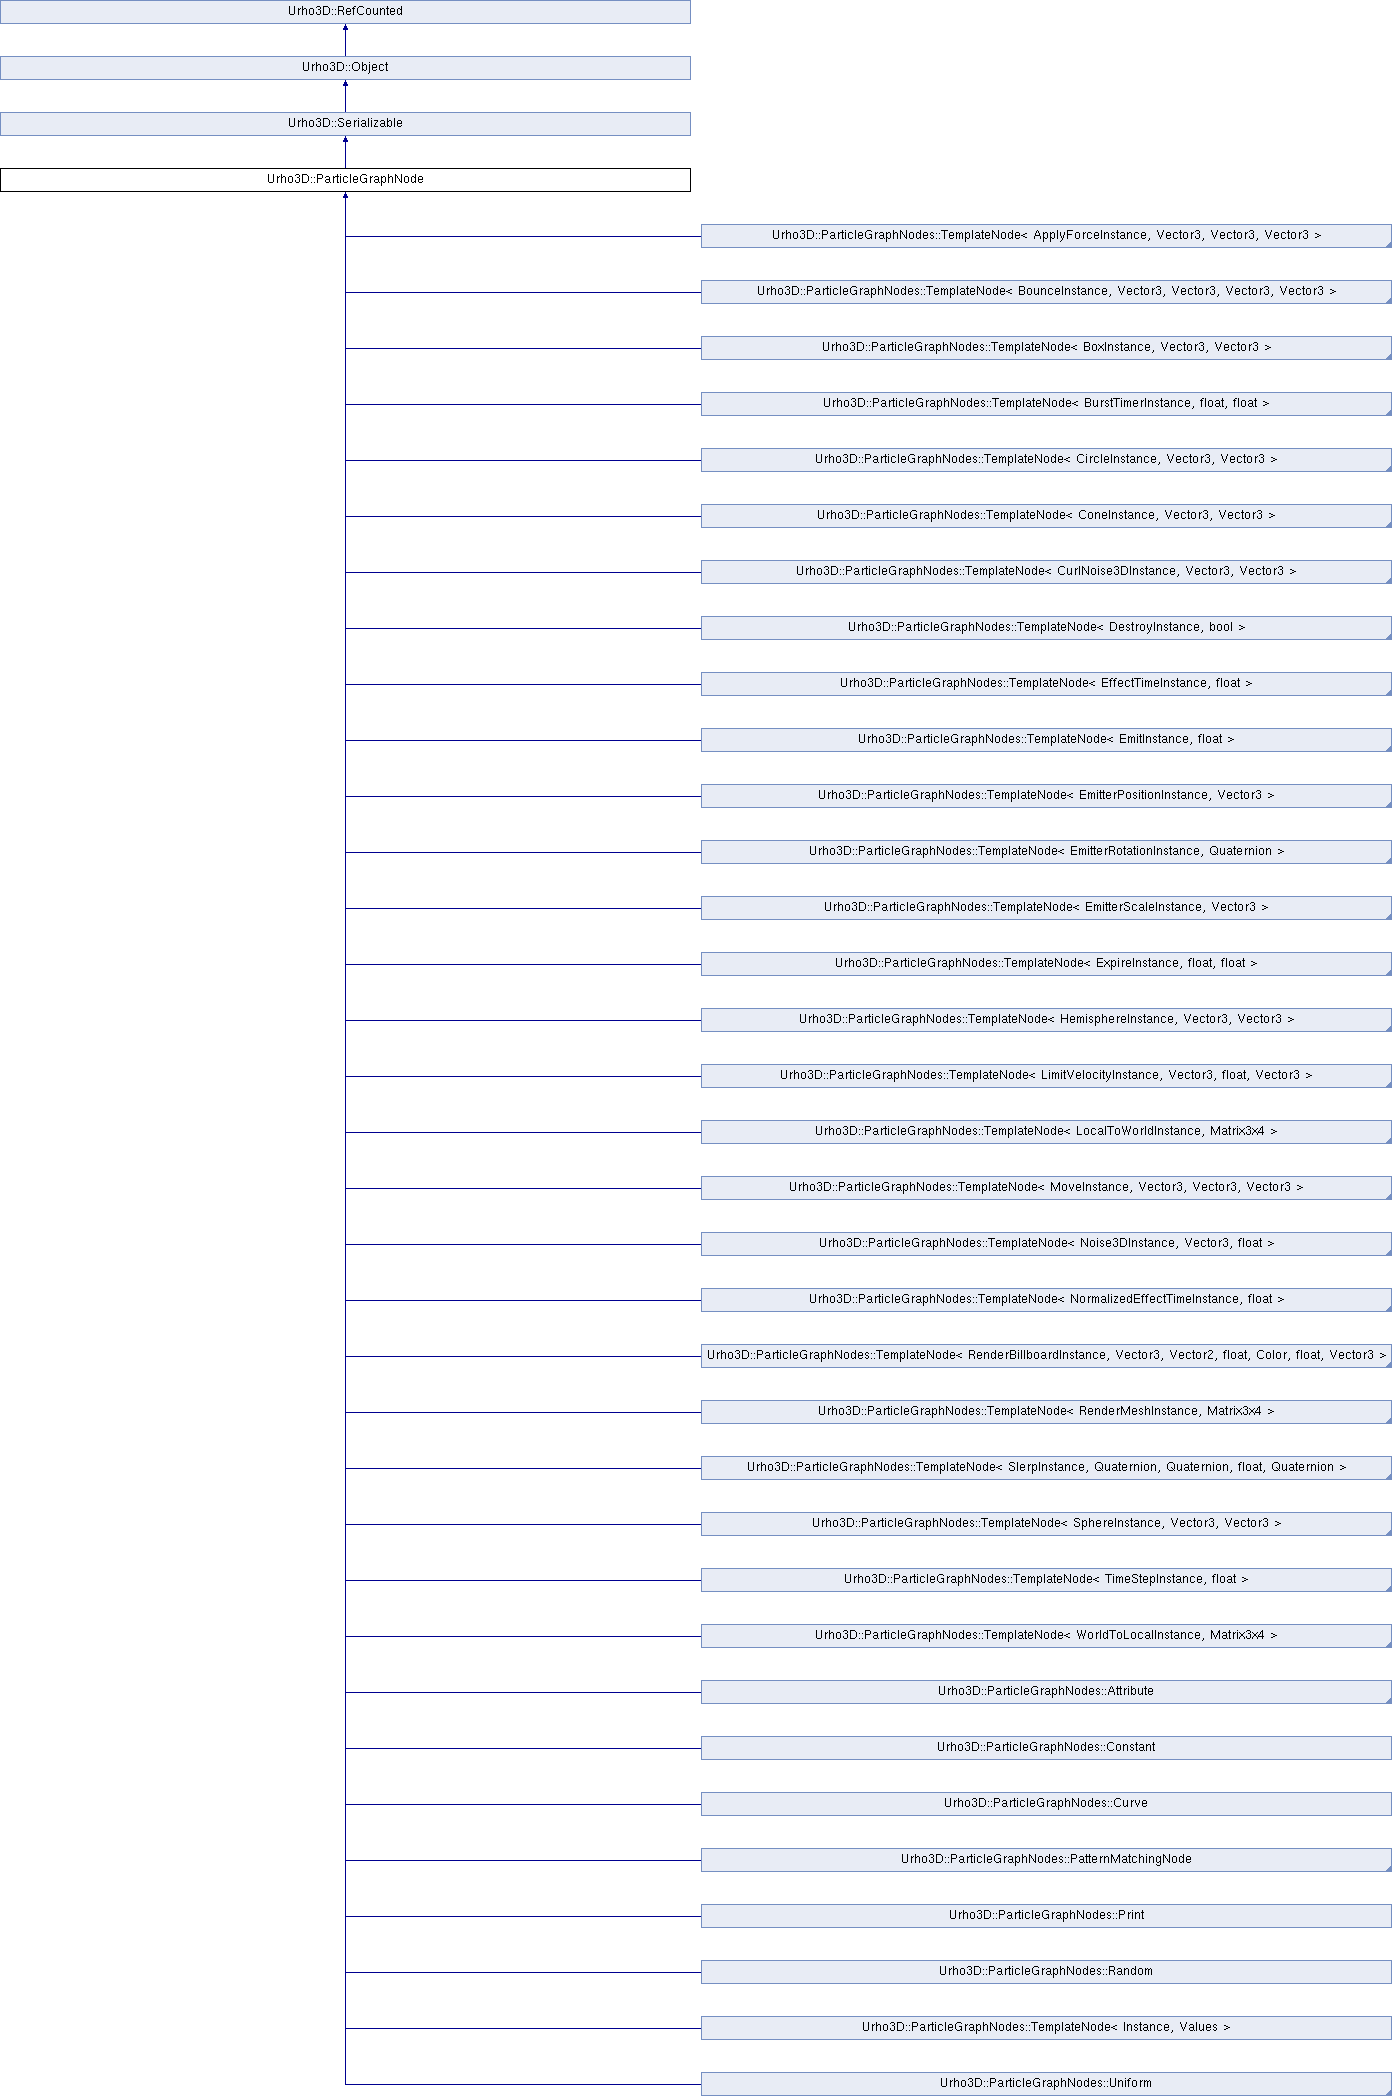 Urho3D::RefCounted
Urho3D::Object
Urho3D::Serializable
Urho3D::ParticleGraphNode
Urho3D::ParticleGraphNodes::TemplateNode< ApplyForceInstance, Vector3, Vector3, Vector3 >
Urho3D::ParticleGraphNodes::TemplateNode< BounceInstance, Vector3, Vector3, Vector3, Vector3 >
Urho3D::ParticleGraphNodes::TemplateNode< BoxInstance, Vector3, Vector3 >
Urho3D::ParticleGraphNodes::TemplateNode< BurstTimerInstance, float, float >
Urho3D::ParticleGraphNodes::TemplateNode< CircleInstance, Vector3, Vector3 >
Urho3D::ParticleGraphNodes::TemplateNode< ConeInstance, Vector3, Vector3 >
Urho3D::ParticleGraphNodes::TemplateNode< CurlNoise3DInstance, Vector3, Vector3 >
Urho3D::ParticleGraphNodes::TemplateNode< DestroyInstance, bool >
Urho3D::ParticleGraphNodes::TemplateNode< EffectTimeInstance, float >
Urho3D::ParticleGraphNodes::TemplateNode< EmitInstance, float >
Urho3D::ParticleGraphNodes::TemplateNode< EmitterPositionInstance, Vector3 >
Urho3D::ParticleGraphNodes::TemplateNode< EmitterRotationInstance, Quaternion >
Urho3D::ParticleGraphNodes::TemplateNode< EmitterScaleInstance, Vector3 >
Urho3D::ParticleGraphNodes::TemplateNode< ExpireInstance, float, float >
Urho3D::ParticleGraphNodes::TemplateNode< HemisphereInstance, Vector3, Vector3 >
Urho3D::ParticleGraphNodes::TemplateNode< LimitVelocityInstance, Vector3, float, Vector3 >
Urho3D::ParticleGraphNodes::TemplateNode< LocalToWorldInstance, Matrix3x4 >
Urho3D::ParticleGraphNodes::TemplateNode< MoveInstance, Vector3, Vector3, Vector3 >
Urho3D::ParticleGraphNodes::TemplateNode< Noise3DInstance, Vector3, float >
Urho3D::ParticleGraphNodes::TemplateNode< NormalizedEffectTimeInstance, float >
Urho3D::ParticleGraphNodes::TemplateNode< RenderBillboardInstance, Vector3, Vector2, float, Color, float, Vector3 >
Urho3D::ParticleGraphNodes::TemplateNode< RenderMeshInstance, Matrix3x4 >
Urho3D::ParticleGraphNodes::TemplateNode< SlerpInstance, Quaternion, Quaternion, float, Quaternion >
Urho3D::ParticleGraphNodes::TemplateNode< SphereInstance, Vector3, Vector3 >
Urho3D::ParticleGraphNodes::TemplateNode< TimeStepInstance, float >
Urho3D::ParticleGraphNodes::TemplateNode< WorldToLocalInstance, Matrix3x4 >
Urho3D::ParticleGraphNodes::Attribute
Urho3D::ParticleGraphNodes::Constant
Urho3D::ParticleGraphNodes::Curve
Urho3D::ParticleGraphNodes::PatternMatchingNode
Urho3D::ParticleGraphNodes::Print
Urho3D::ParticleGraphNodes::Random
Urho3D::ParticleGraphNodes::TemplateNode< Instance, Values >
Urho3D::ParticleGraphNodes::Uniform